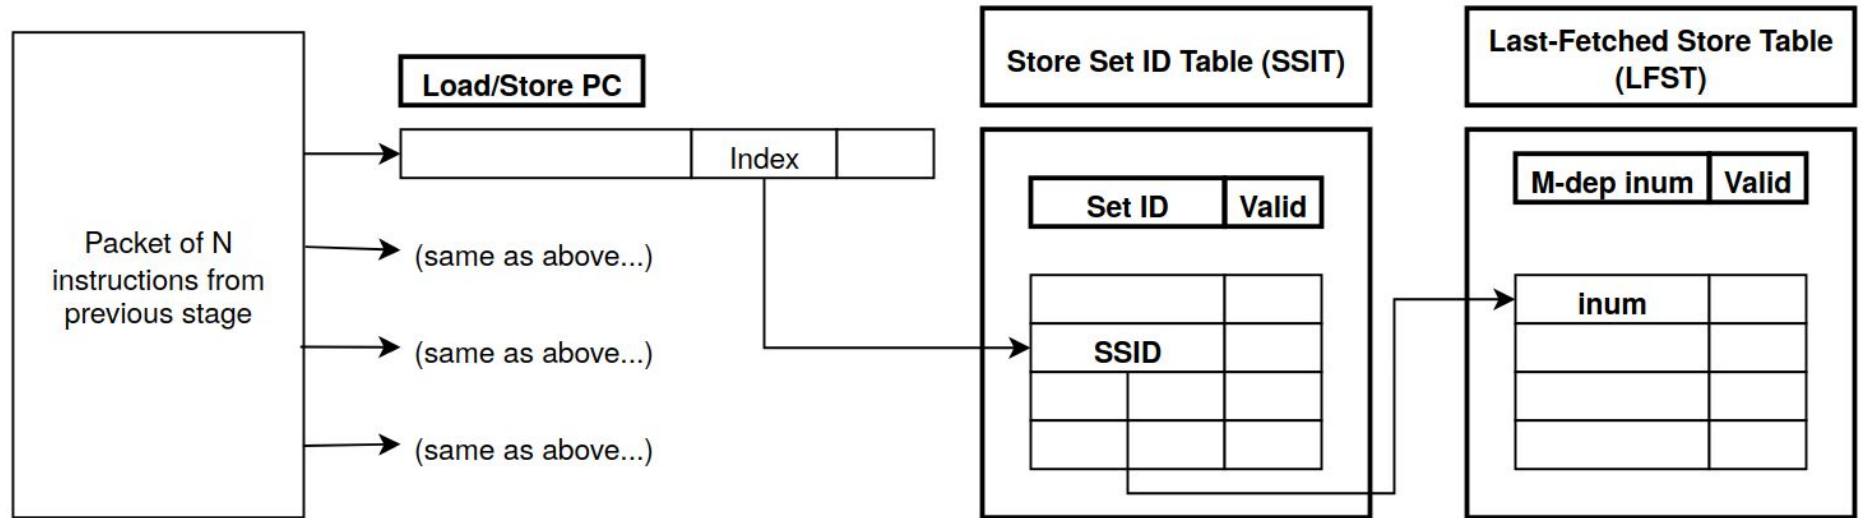 Packet of N
instructions from
previous stage
Load/Store PC
Index
(same as above...)
(same as above...)
(same as above...)
Store Set ID Table (SSIT)
Set ID
Valid
SSID
Last-Fetched Store Table
(LFST)
M-dep inum
Valid
inum